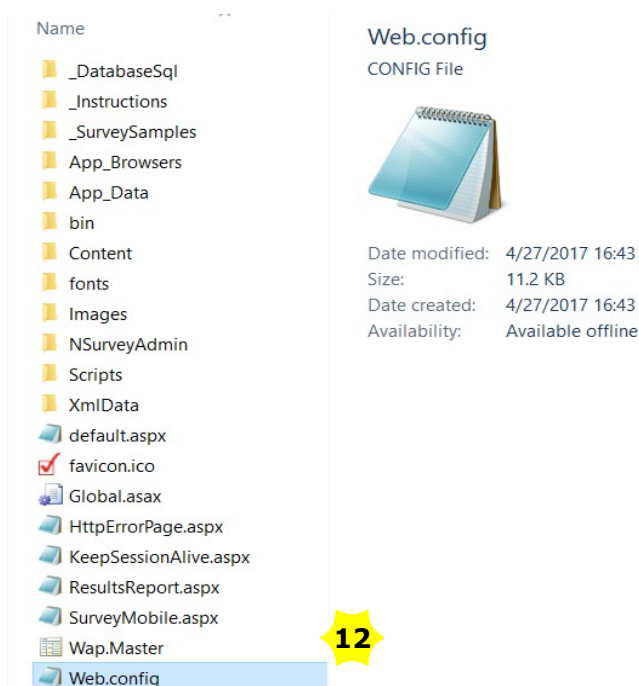 Name
_DatabaseSql
_Instructions
_SurveySamples
App_Browsers
App_Data
bin
Content
fonts
Images
NSurveyAdmin
Scripts
XmlData
default.aspx
favicon.ico
Global.asax
HttpErrorPage.aspx
KeepSessionAlive.aspx
ResultsReport.aspx
SurveyMobile.aspx
Wap.Master
Web.config
12
Web.config
CONFIG File
Date modified: 4/27/2017 16:43
Size: 11.2 KB
Date created: 4/27/2017 16:43
Availability: Available offline